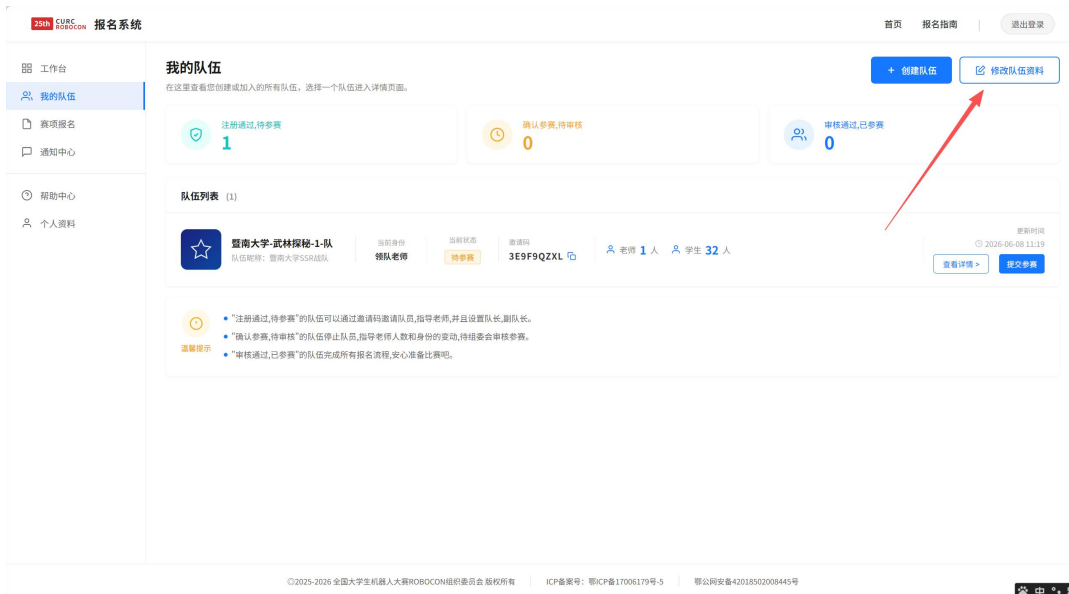 25th CURC ROBOCON 报名系统
首页 报名指南 | 退出登录
工作台
我的队伍
赛项报名
通知中心
帮助中心
个人资料
我的队伍
在这里查看您创建或加入的所有队伍，选择一个队伍进入详情页面。
+ 创建队伍
修改队伍资料
注册通过,待参赛
1
确认参赛,待审核
0
审核通过,已参赛
0
队伍列表 (1)
暨南大学-武林探秘-1-队
队伍昵称：暨南大学SSR战队
当前身份
领队老师
当前状态
待参赛
邀请码
3E9F9QZXL
老师 1 人 学生 32 人
更新时间
2026-06-08 11:19
查看详情 >
提交参赛
温馨提示
"注册通过,待参赛"的队伍可以通过邀请码邀请队员,指导老师,并且设置队长,副队长。
"确认参赛,待审核"的队伍停止队员,指导老师人数和身份的变动,待组委会审核参赛。
"审核通过,已参赛"的队伍完成所有报名流程,安心准备比赛吧。
©2025-2026 全国大学生机器人大赛ROBOCON组织委员会 版权所有 ICP备案号：鄂ICP备17006179号-5 鄂公网安备42018502008445号
中